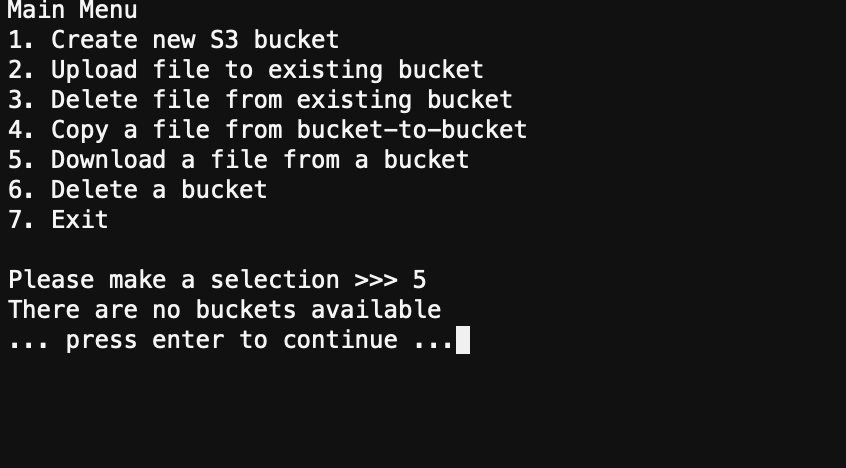 Main Menu
1. Create new S3 bucket
2. Upload file to existing bucket
3. Delete file from existing bucket
4. Copy a file from bucket-to-bucket
5. Download a file from a bucket
6. Delete a bucket
7. Exit
Please make a selection >>> 5
There are no buckets available
... press enter to continue ...